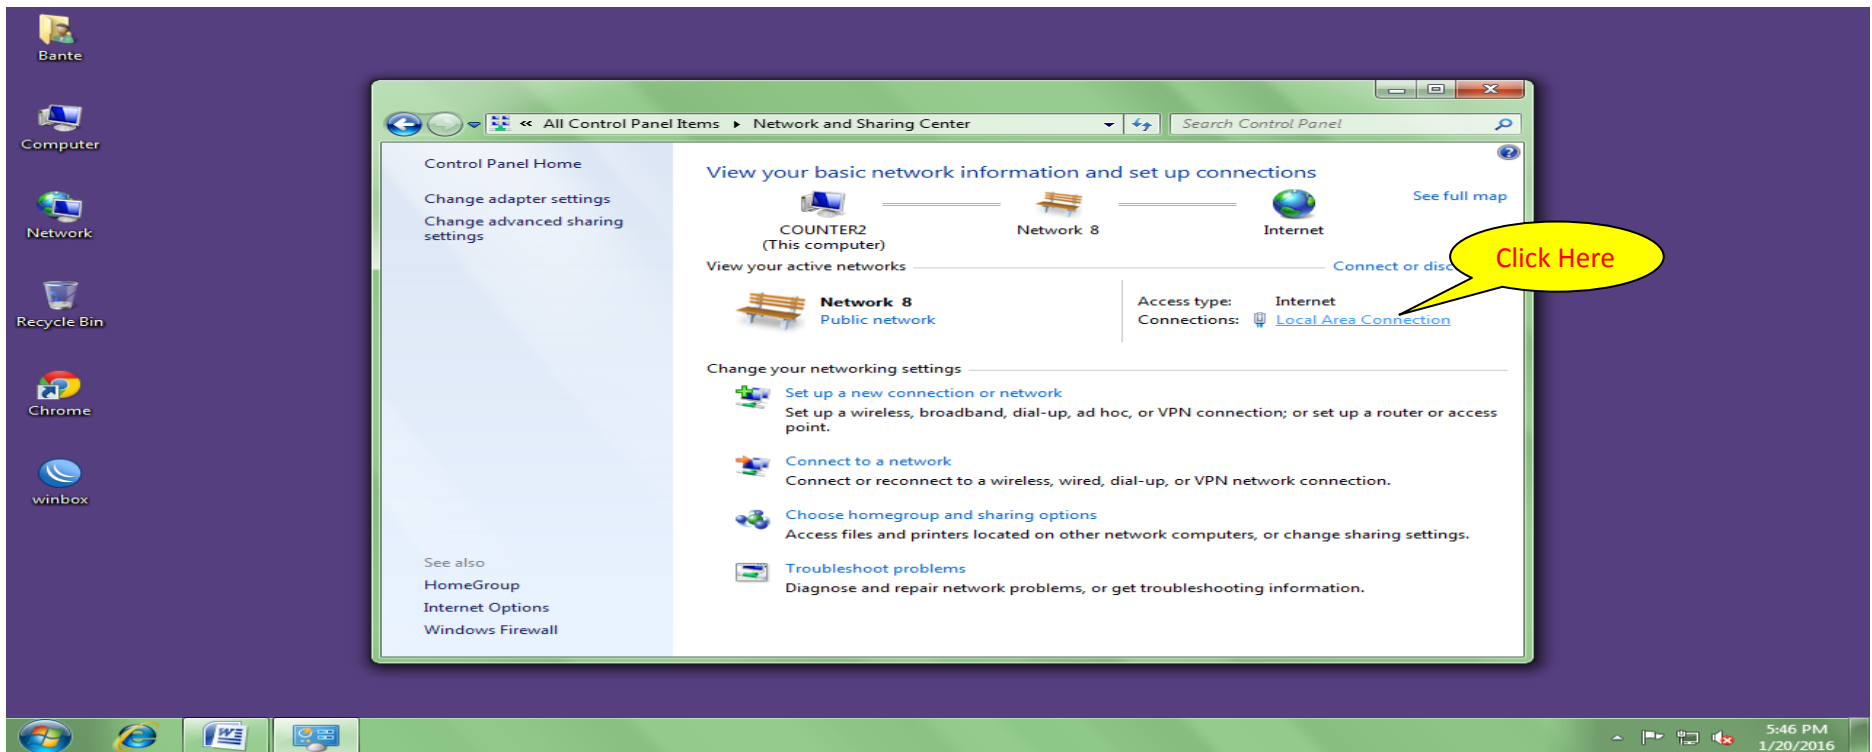 Bante
Computer
Network
Recycle Bin
Chrome
winbox
« All Control Panel Items ▸ Network and Sharing Center
Search Control Panel
Control Panel Home
Change adapter settings
Change advanced sharing
settings
See also
HomeGroup
Internet Options
Windows Firewall
View your basic network information and set up connections
See full map
COUNTER2
(This computer)
Network 8
Internet
View your active networks
Connect or disc
Click Here
Network 8
Public network
Access type: Internet
Connections: Local Area Connection
Change your networking settings
Set up a new connection or network
Set up a wireless, broadband, dial-up, ad hoc, or VPN connection; or set up a router or access
point.
Connect to a network
Connect or reconnect to a wireless, wired, dial-up, or VPN network connection.
Choose homegroup and sharing options
Access files and printers located on other network computers, or change sharing settings.
Troubleshoot problems
Diagnose and repair network problems, or get troubleshooting information.
5:46 PM
1/20/2016